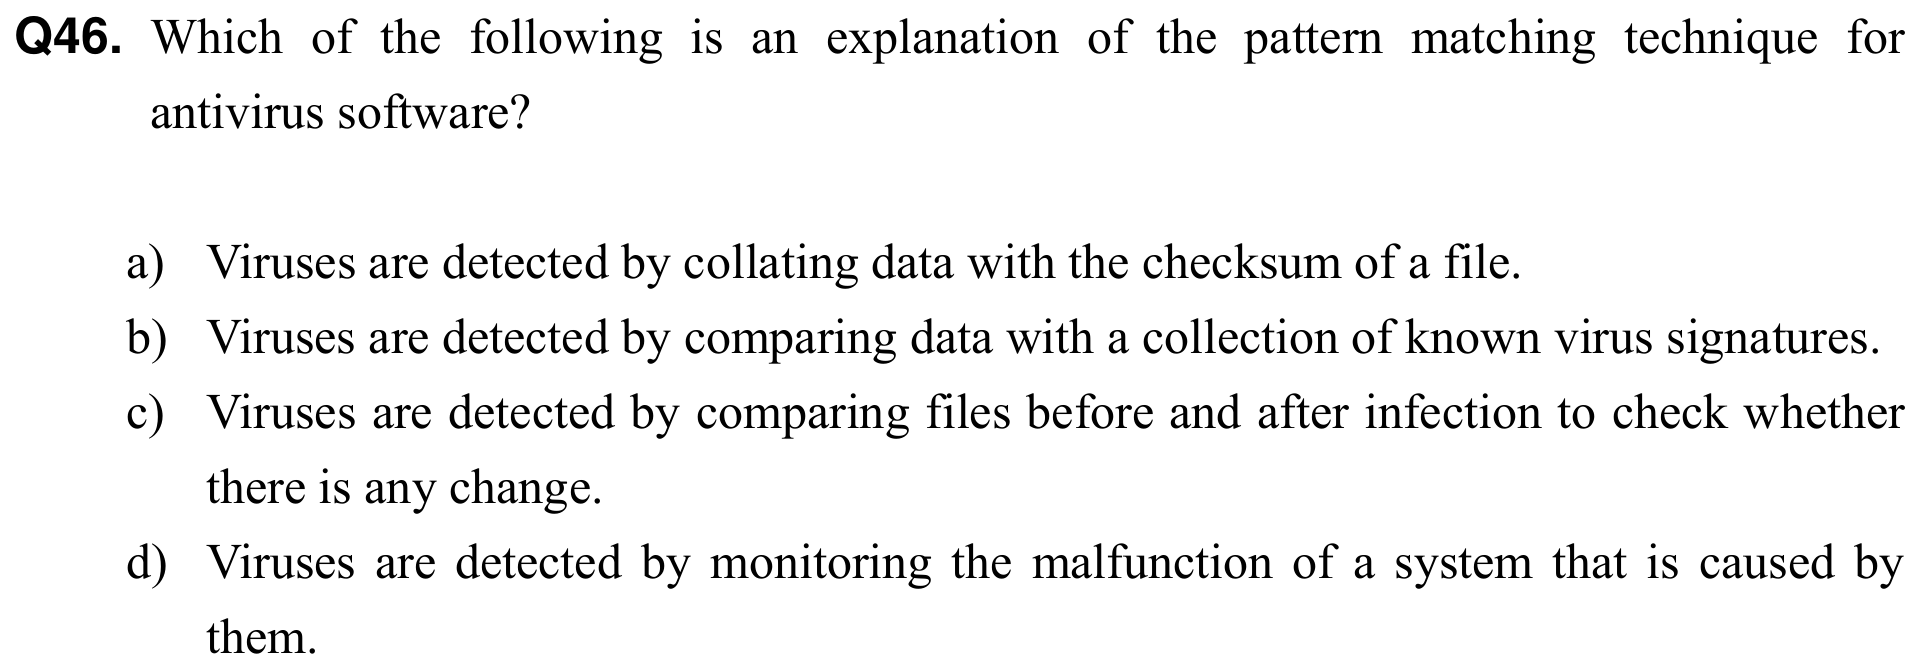 Q46. Which of the following is an explanation of the pattern matching technique for
antivirus software?
a) Viruses are detected by collating data with the checksum of a file.
b) Viruses are detected by comparing data with a collection of known virus signatures.
c) Viruses are detected by comparing files before and after infection to check whether
there is any change.
d) Viruses are detected by monitoring the malfunction of a system that is caused by
them.